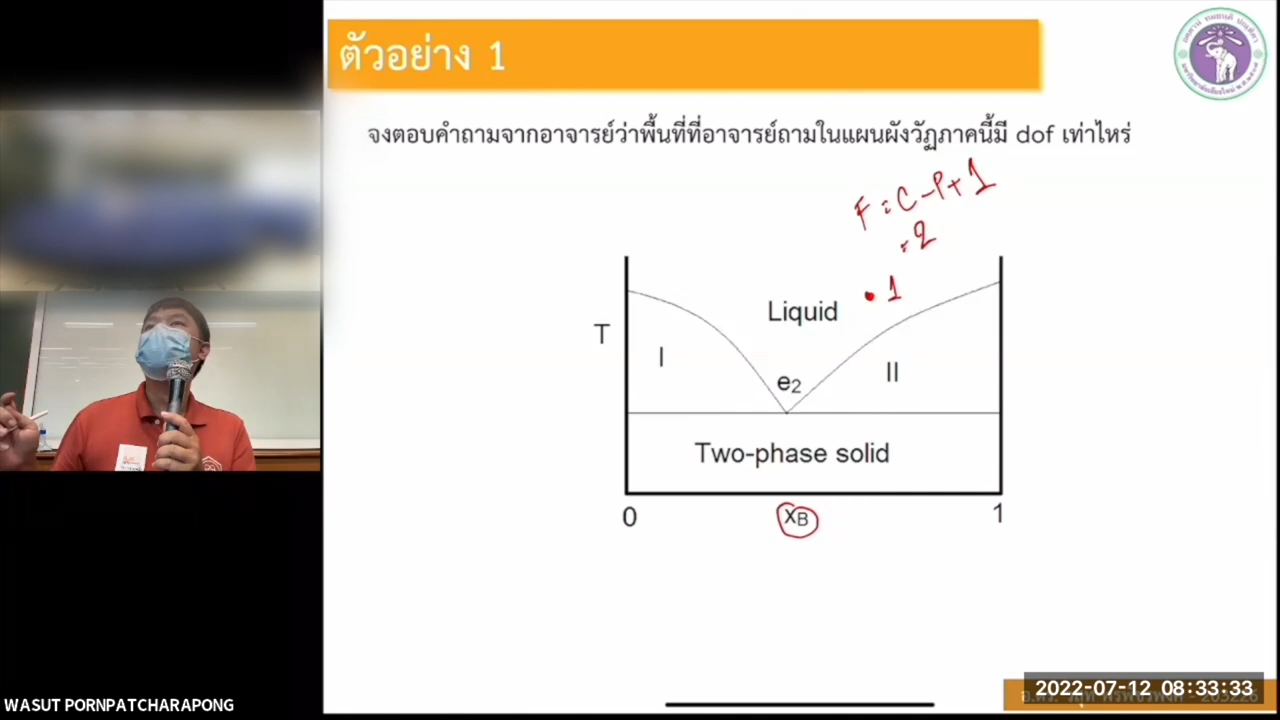 ตัวอย่าง 1
จงตอบคำถามจากอาจารย์ว่าพื้นที่ที่อาจารย์ถามในแผนผังวัฏภาคนี้มี dof เท่าไหร่
F = C - P + 1
= 2
• 1
Liquid
T
I
II
e2
Two-phase solid
0
xB
1
2022-07-12 08:33:33
WASUT PORNPATCHARAPONG